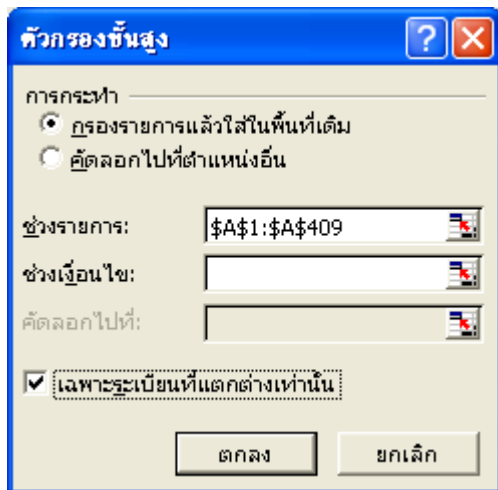 ตัวกรองขั้นสูง
การกระทำ
กรองรายการแล้วใส่ในพื้นที่เดิม
คัดลอกไปที่ตำแหน่งอื่น
ช่วงรายการ: $A$1:$A$409
ช่วงเงื่อนไข:
คัดลอกไปที่:
เฉพาะระเบียนที่แตกต่างเท่านั้น
ตกลง ยกเลิก